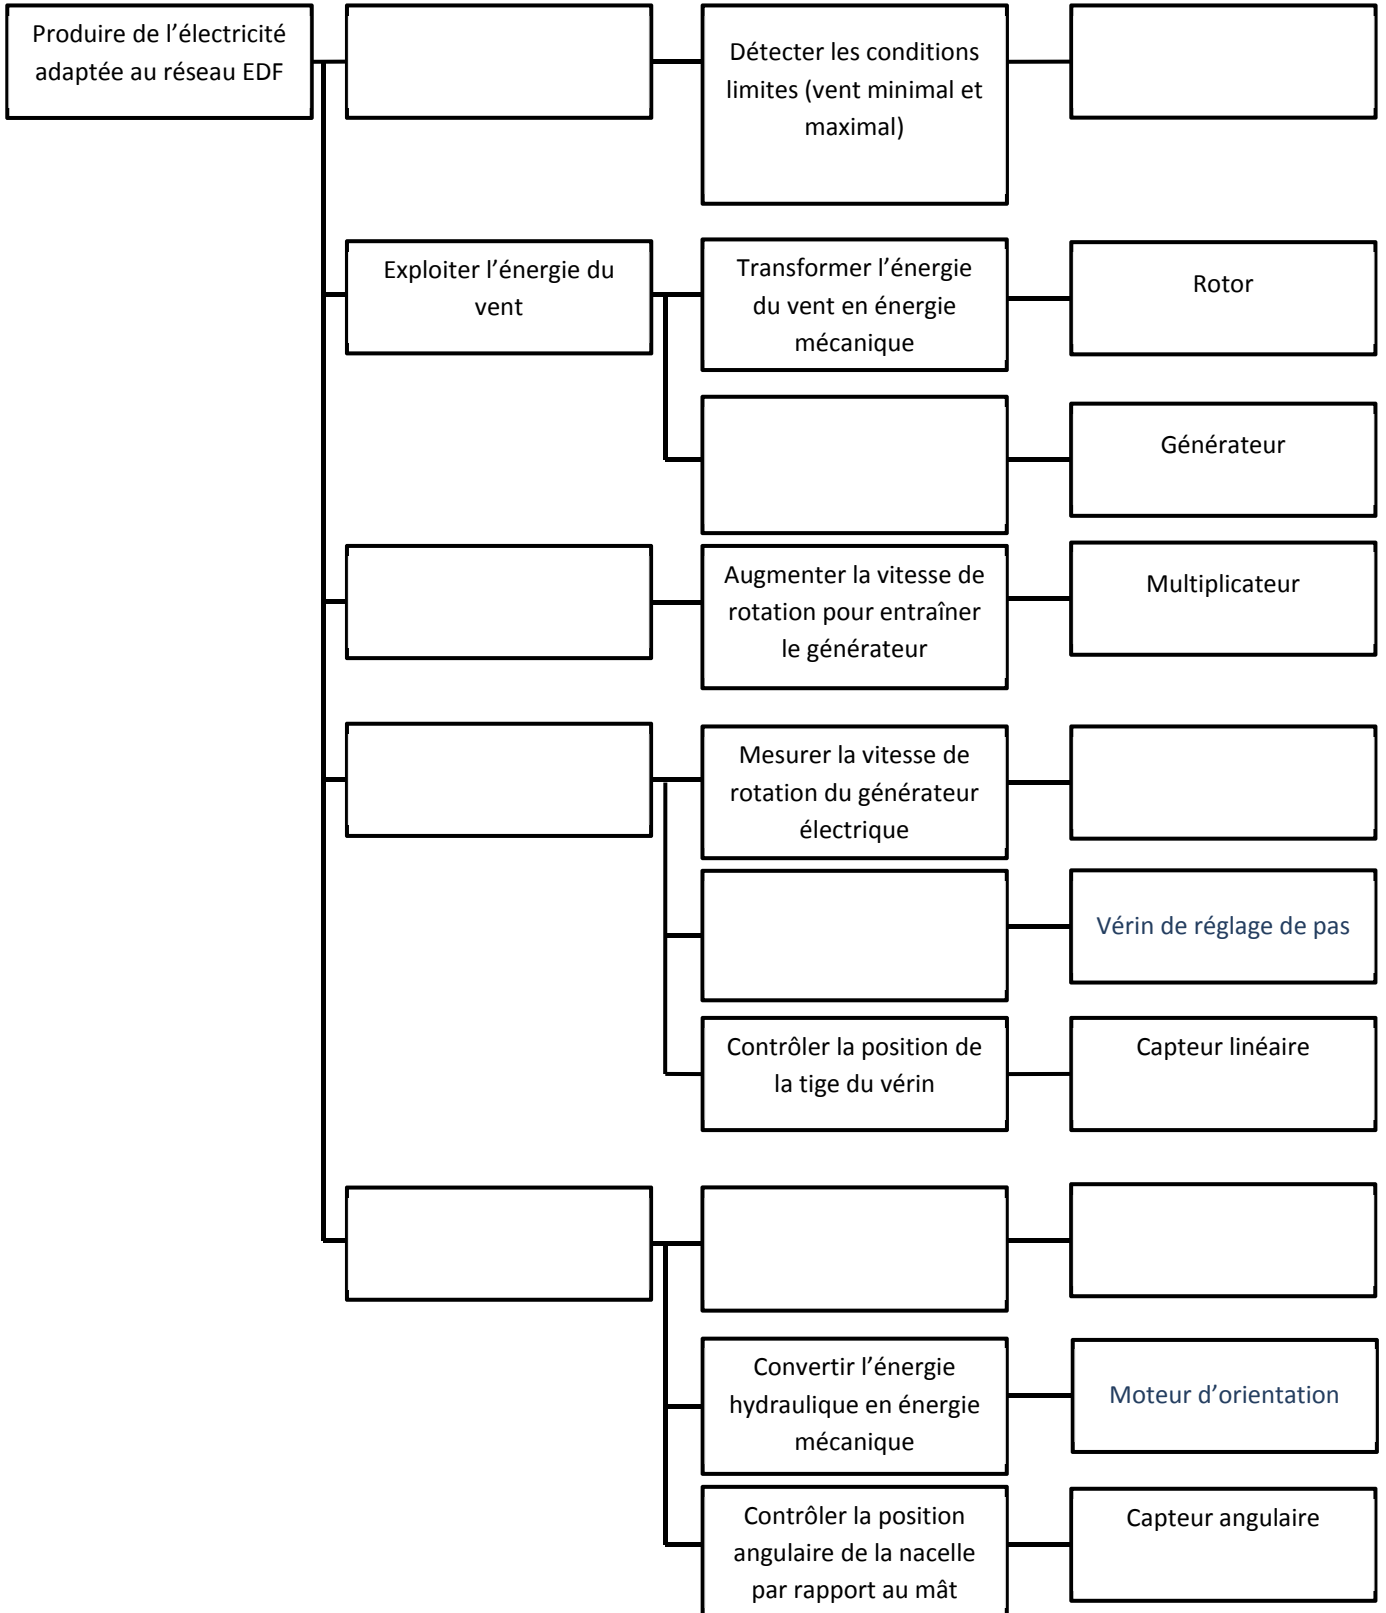 Produire de l’électricité
adaptée au réseau EDF
Détecter les conditions
limites (vent minimal et
maximal)
Exploiter l’énergie du
vent
Transformer l’énergie
du vent en énergie
mécanique
Rotor
Générateur
Augmenter la vitesse de
rotation pour entraîner
le générateur
Multiplicateur
Mesurer la vitesse de
rotation du générateur
électrique
Vérin de réglage de pas
Contrôler la position de
la tige du vérin
Capteur linéaire
Convertir l’énergie
hydraulique en énergie
mécanique
Moteur d’orientation
Contrôler la position
angulaire de la nacelle
par rapport au mât
Capteur angulaire